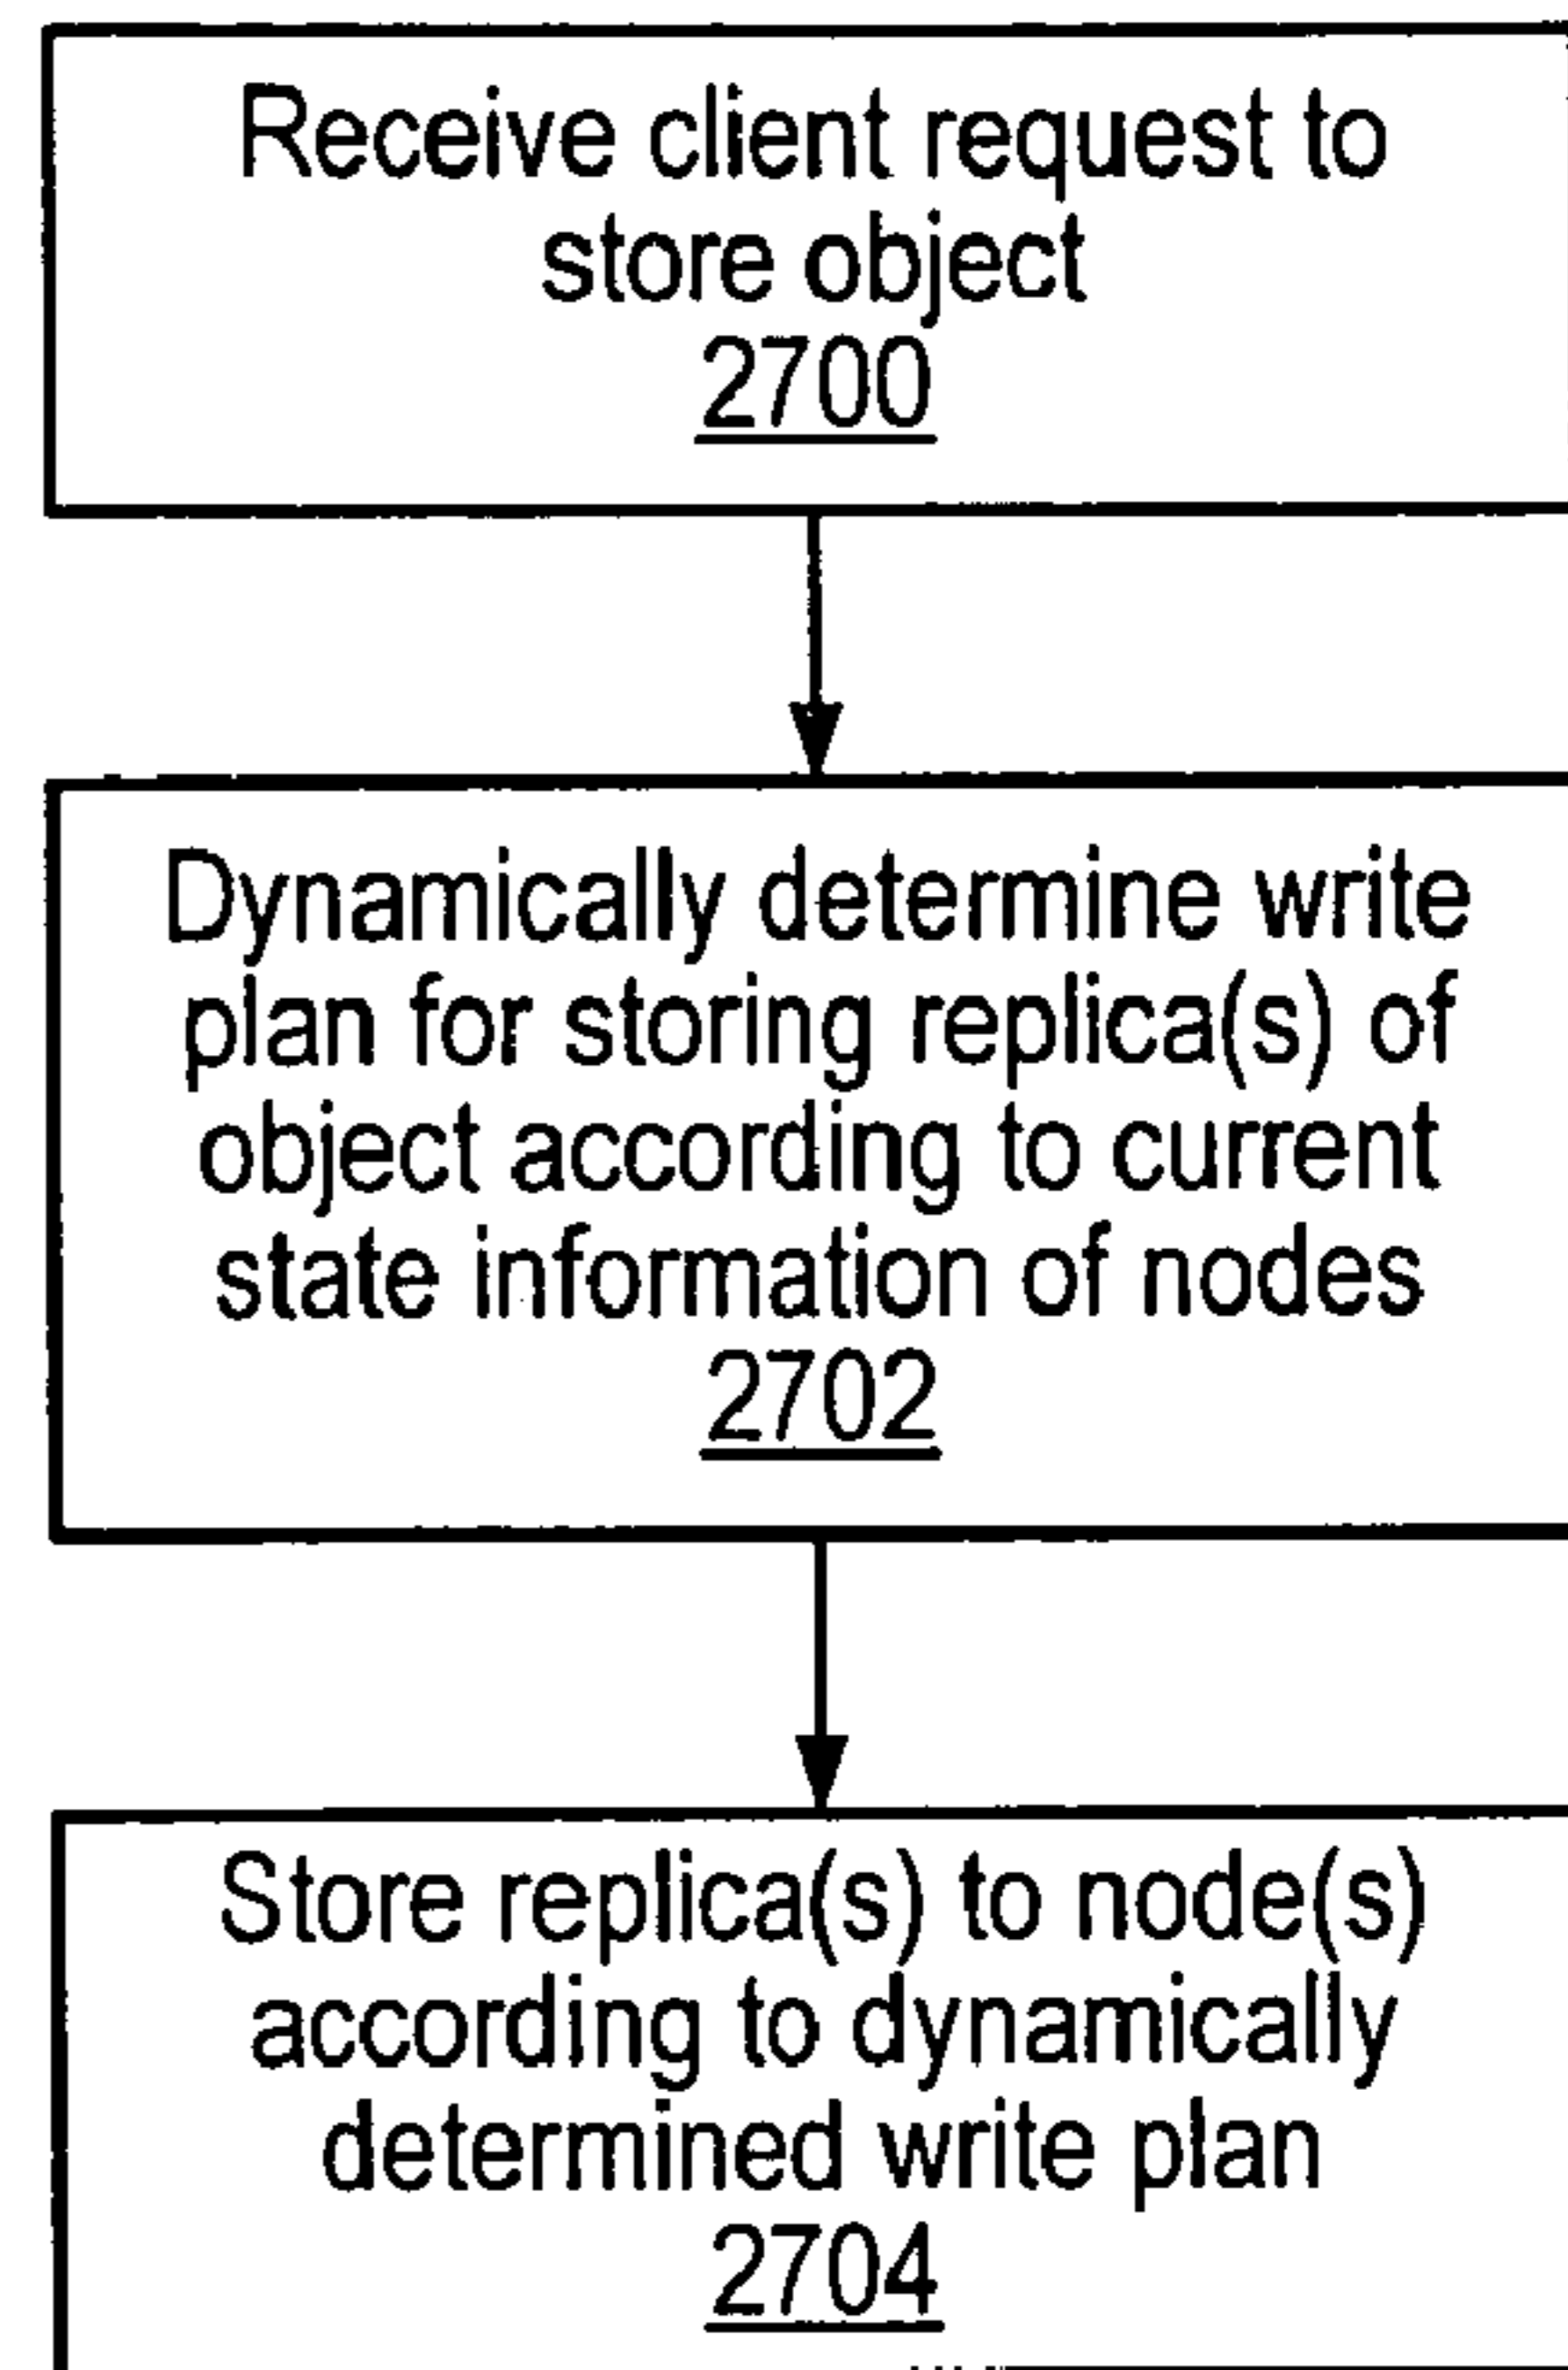 Receive client request to
store object
2700
Dynamically determine write
plan for storing replica(s) of
object according to current
state information of nodes
2702
Store replica(s) to node(s)
according to dynamically
determined write plan
2704